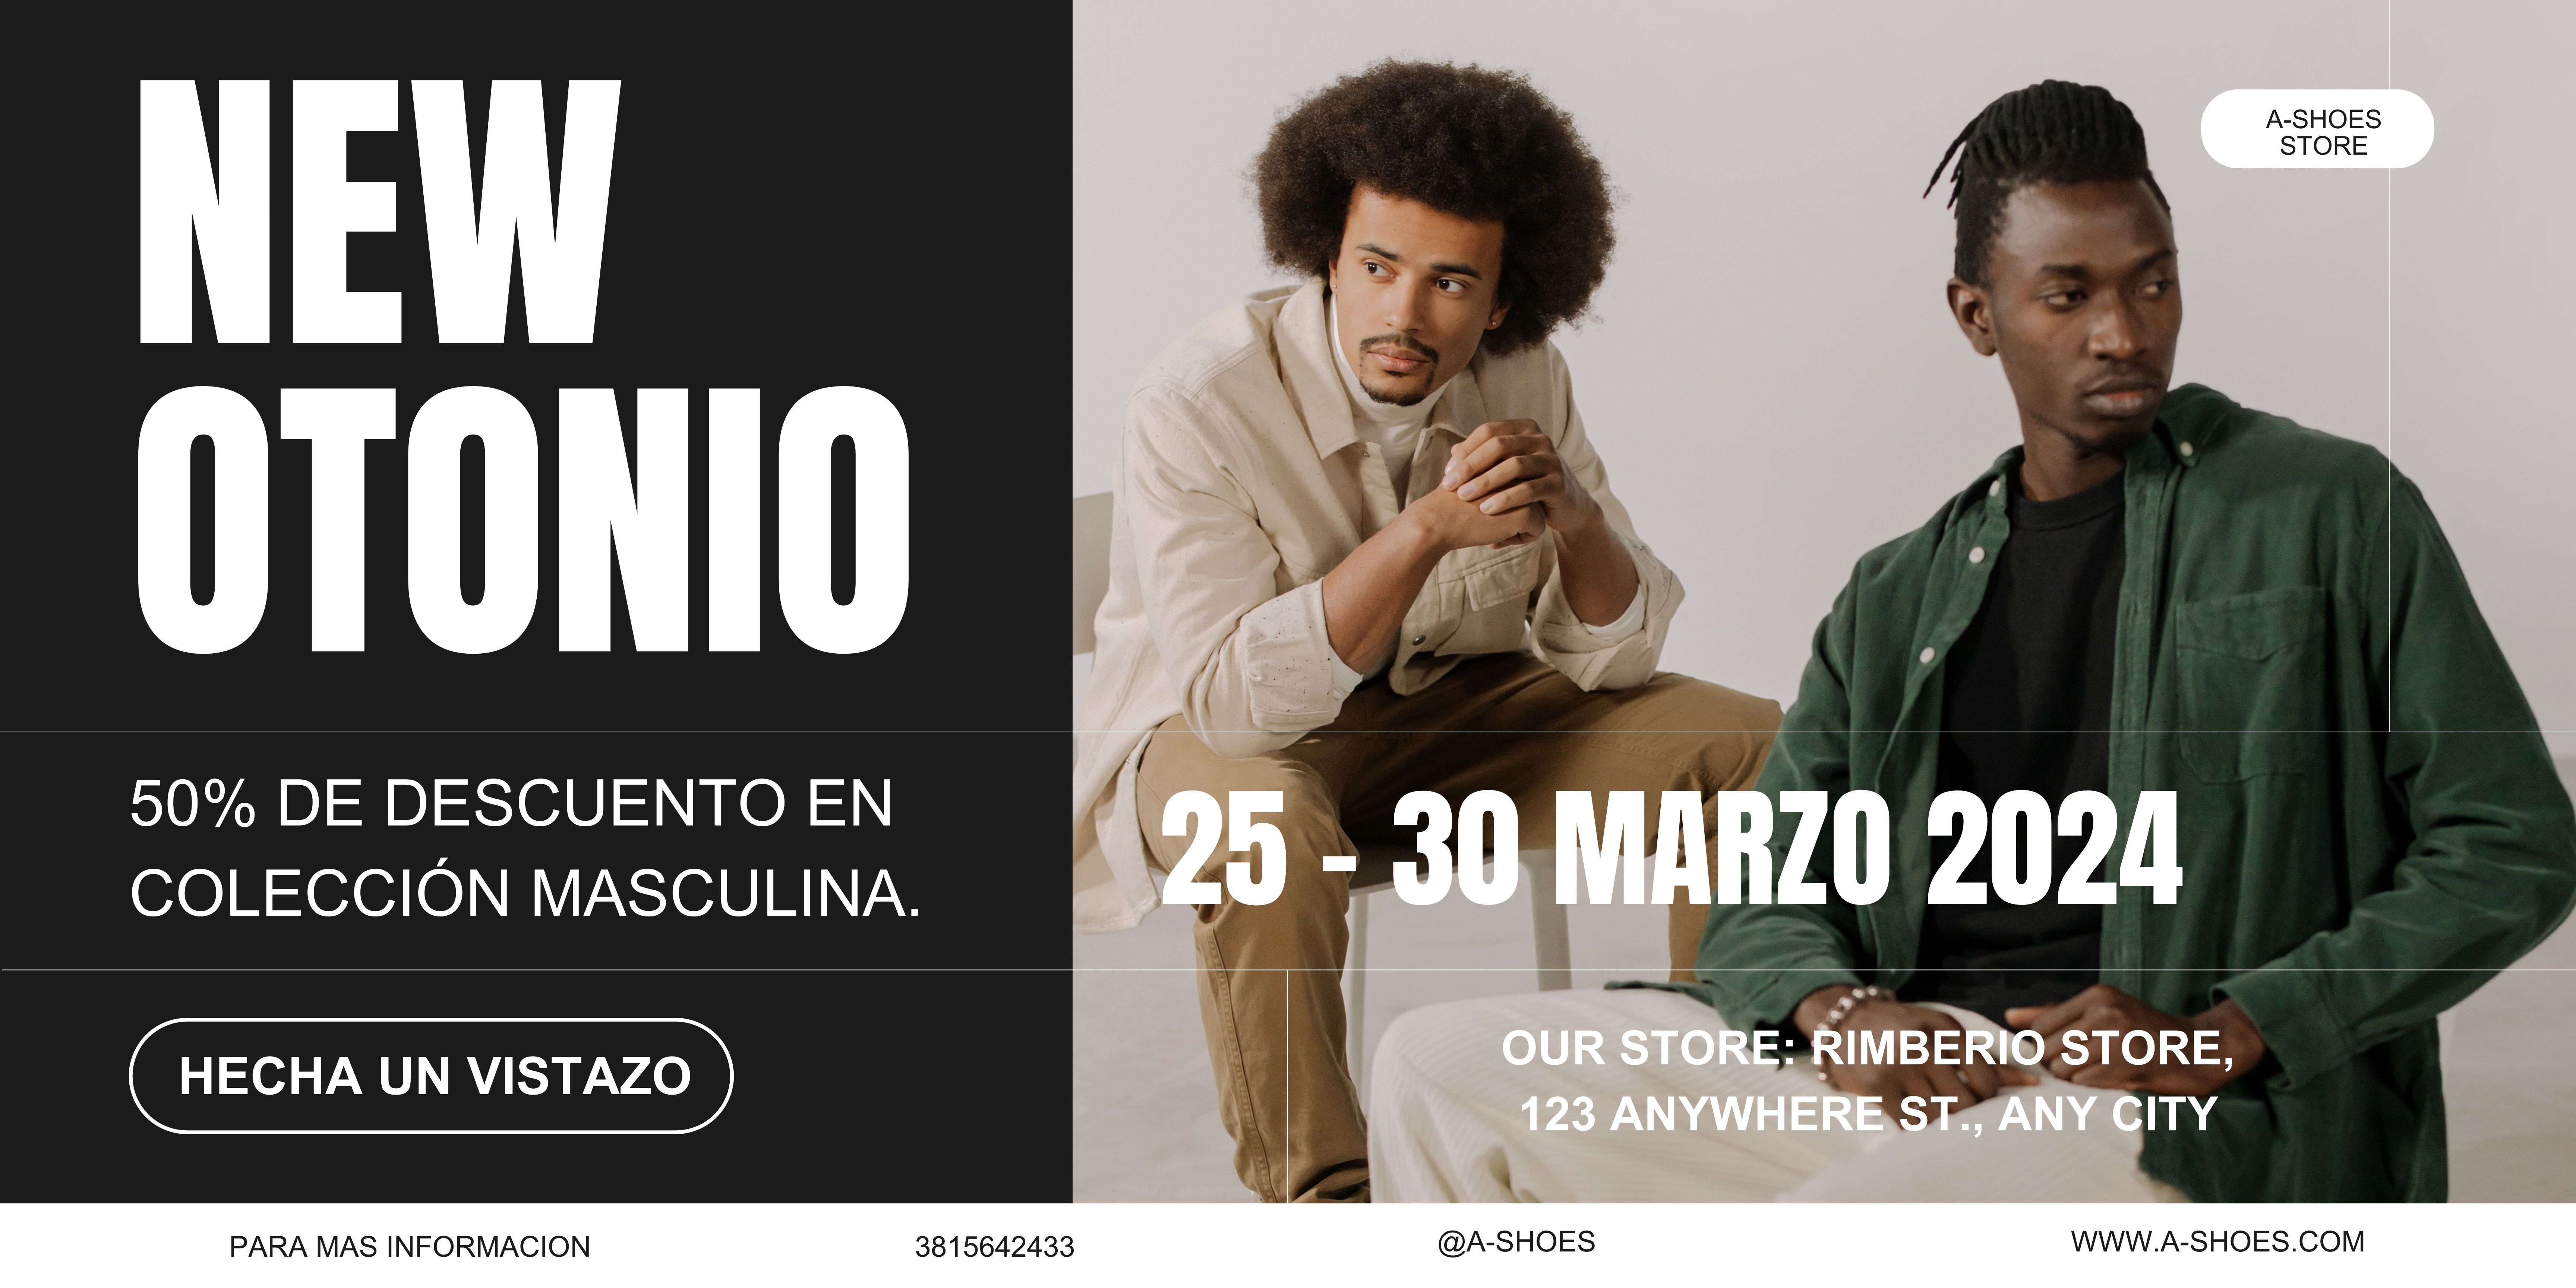 NEW
OTONIO
A-SHOES
STORE
50% DE DESCUENTO EN
COLECCIÓN MASCULINA.
25 - 30 MARZO 2024
HECHA UN VISTAZO
OUR STORE: RIMBERIO STORE,
123 ANYWHERE ST., ANY CITY
PARA MAS INFORMACION
3815642433
@A-SHOES
WWW.A-SHOES.COM